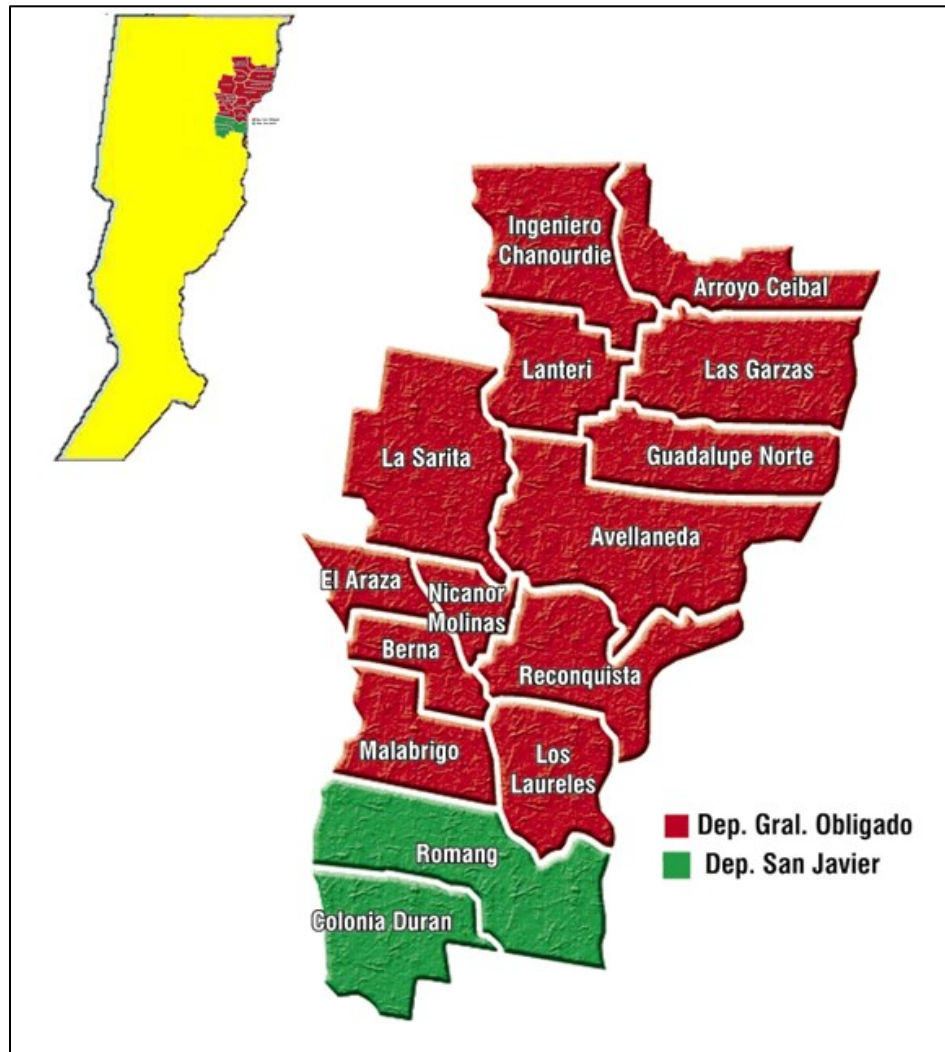 Ingeniero
Chanourdie
Arroyo Ceibal
Lanteri
Las Garzas
La Sarita
Guadalupe Norte
Avellaneda
El Araza
Nicanor
Molinas
Berna
Reconquista
Malabrigo
Los
Laureles
Dep. Gral. Obligado
Dep. San Javier
Romang
Colonia Duran